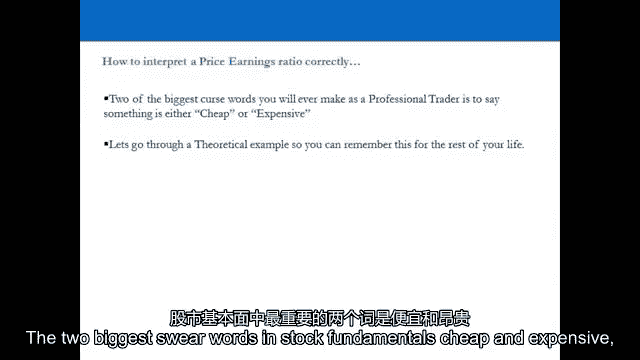 How to interpret a Price Earnings ratio correctly…
▪Two of the biggest curse words you will ever make as a Professional Trader is to say
something is either “Cheap” or “Expensive”
▪Lets go through a Theoretical example so you can remember this for the rest of your life.
股市基本面中最重要的两个词是便宜和昂贵
The two biggest swear words in stock fundamentals cheap and expensive,